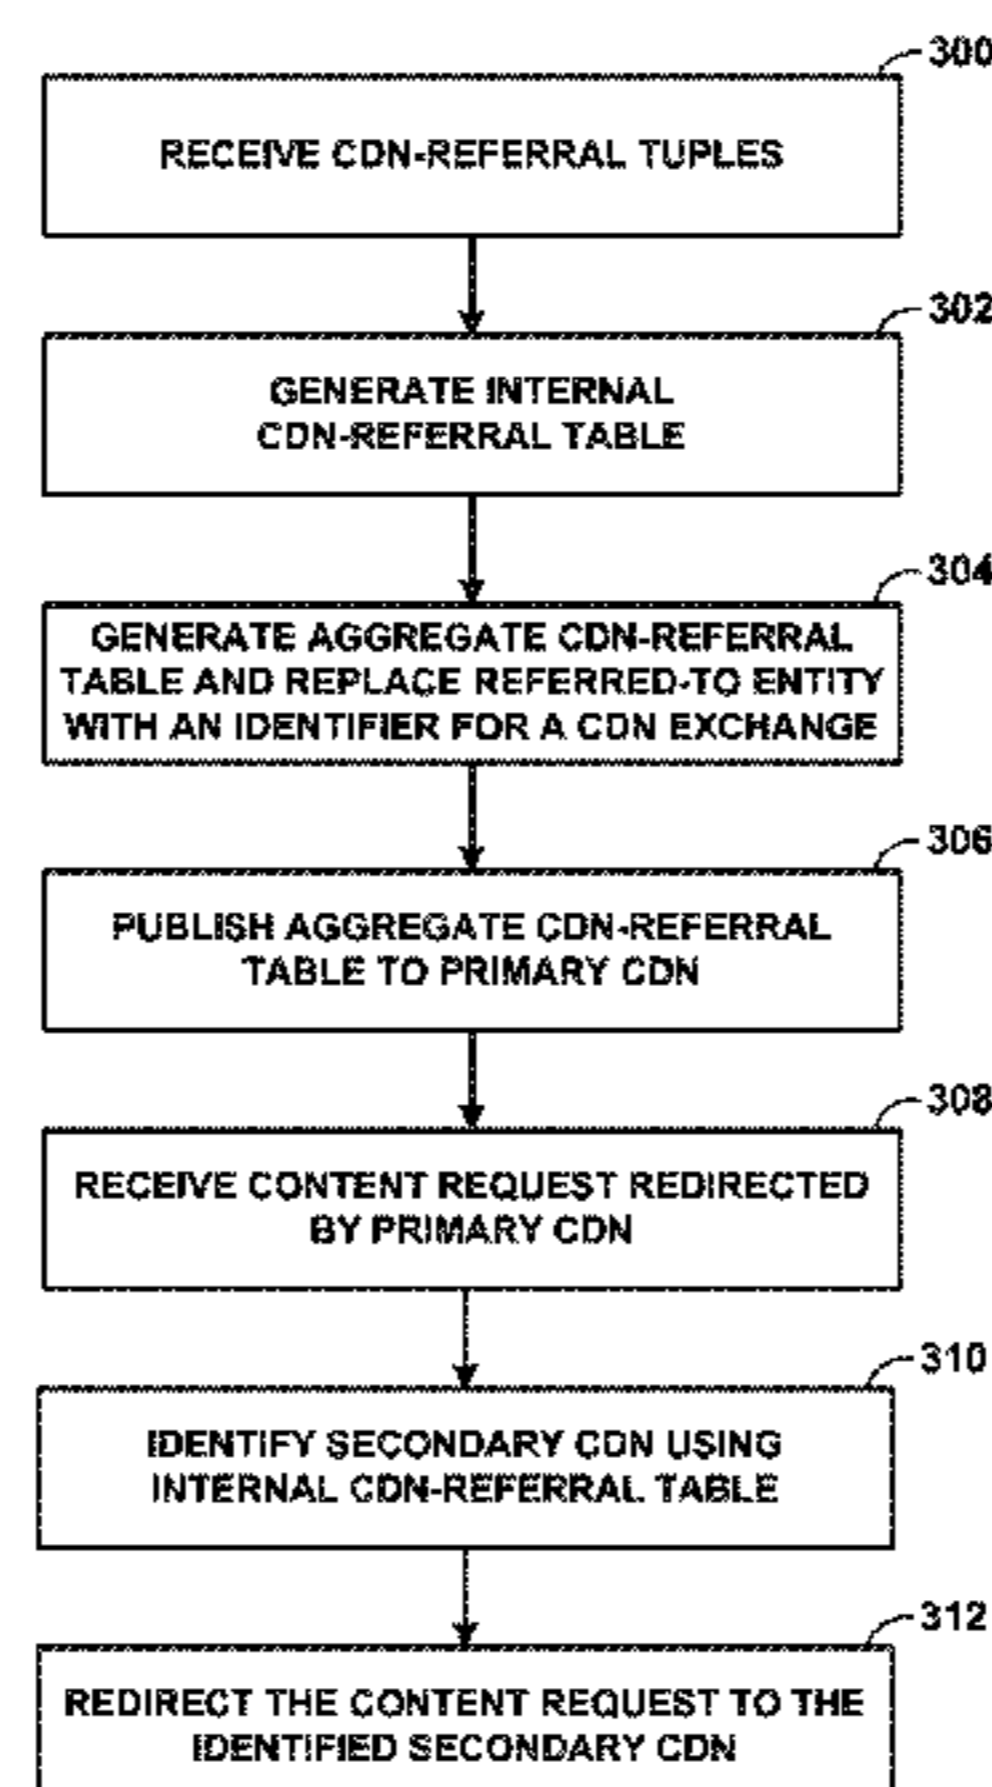 300
RECEIVE CDN-REFERRAL TUPLES
302
GENERATE INTERNAL
CDN-REFERRAL TABLE
304
GENERATE AGGREGATE CDN-REFERRAL
TABLE AND REPLACE REFERRED-TO ENTITY
WITH AN IDENTIFIER FOR A CDN EXCHANGE
306
PUBLISH AGGREGATE CDN-REFERRAL
TABLE TO PRIMARY CDN
308
RECEIVE CONTENT REQUEST REDIRECTED
BY PRIMARY CDN
310
IDENTIFY SECONDARY CDN USING
INTERNAL CDN-REFERRAL TABLE
312
REDIRECT THE CONTENT REQUEST TO THE
IDENTIFIED SECONDARY CDN